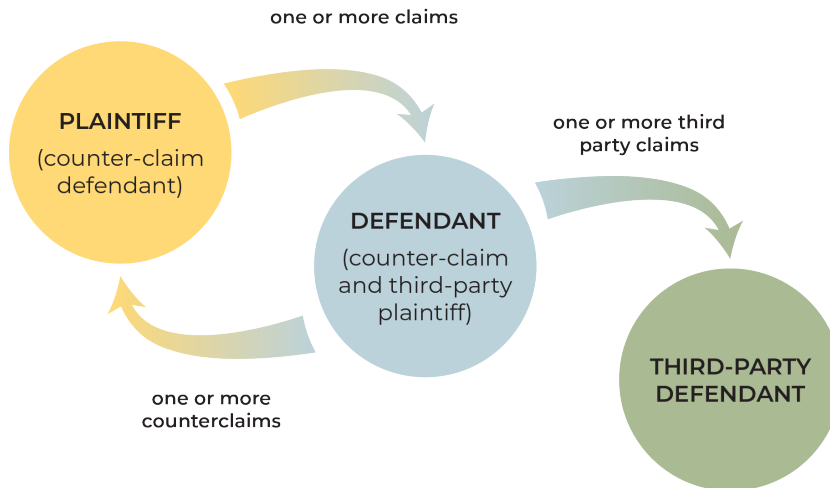 one or more claims
PLAINTIFF
(counter-claim
defendant)
one or more third
party claims
DEFENDANT
(counter-claim
and third-party
plaintiff)
THIRD-PARTY
DEFENDANT
one or more
counterclaims